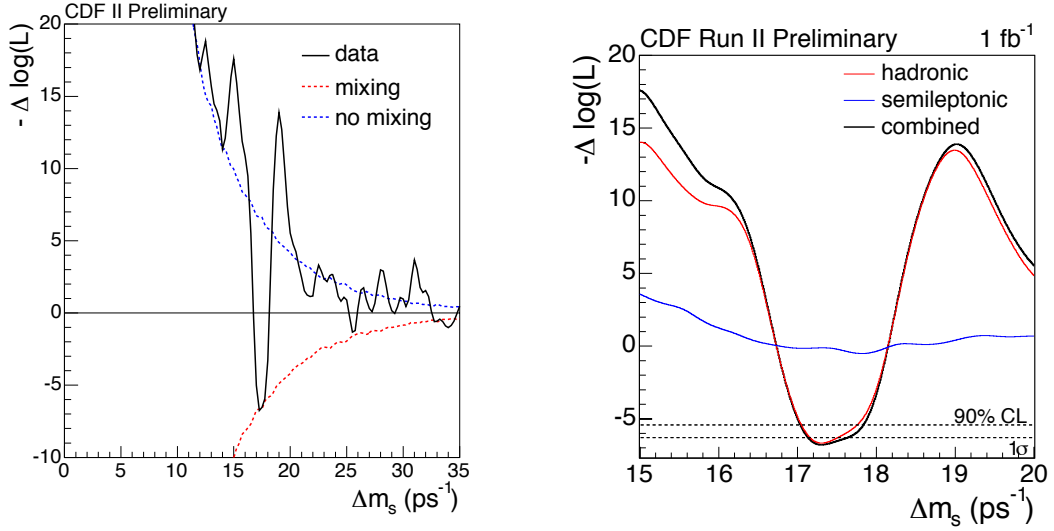 CDF II Preliminary
- Δ log(L)
20
15
10
5
0
-5
-10
data
mixing
no mixing
0 5 10 15 20 25 30 35
Δmₛ (ps⁻¹)
CDF Run II Preliminary 1 fb⁻¹
-Δ log(L)
20
15
10
5
0
-5
hadronic
semileptonic
combined
90% CL
1σ
15 16 17 18 19 20
Δmₛ (ps⁻¹)